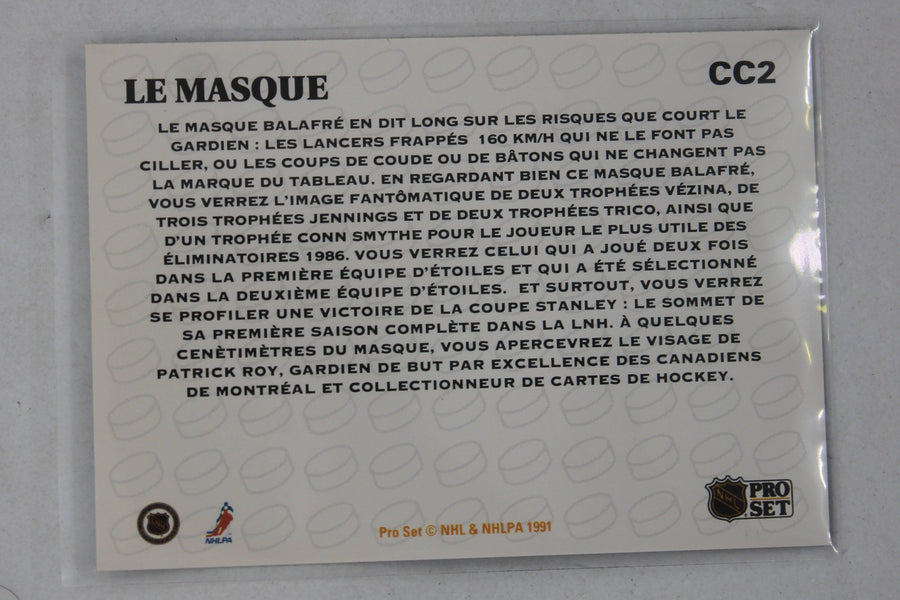 LE MASQUE
CC2
LE MASQUE BALAFRÉ EN DIT LONG SUR LES RISQUES QUE COURT LE
GARDIEN : LES LANCERS FRAPPÉS 160 KM/H QUI NE LE FONT PAS
CILLER, OU LES COUPS DE COUDE OU DE BÂTONS QUI NE CHANGENT PAS
LA MARQUE DU TABLEAU. EN REGARDANT BIEN CE MASQUE BALAFRÉ,
VOUS VERREZ L'IMAGE FANTÔMATIQUE DE DEUX TROPHÉES VÉZINA, DE
TROIS TROPHÉES JENNINGS ET DE DEUX TROPHÉES TRICO, AINSI QUE
D'UN TROPHÉE CONN SMYTHE POUR LE JOUEUR LE PLUS UTILE DES
ÉLIMINATOIRES 1986. VOUS VERREZ CELUI QUI A JOUÉ DEUX FOIS
DANS LA PREMIÈRE ÉQUIPE D'ÉTOILES ET QUI A ÉTÉ SÉLECTIONNÉ
DANS LA DEUXIÈME ÉQUIPE D'ÉTOILES. ET SURTOUT, VOUS VERREZ
SE PROFILER UNE VICTOIRE DE LA COUPE STANLEY : LE SOMMET DE
SA PREMIÈRE SAISON COMPLÈTE DANS LA LNH. À QUELQUES
CENÈTIMÈTRES DU MASQUE, VOUS APERCEVREZ LE VISAGE DE
PATRICK ROY, GARDIEN DE BUT PAR EXCELLENCE DES CANADIENS
DE MONTRÉAL ET COLLECTIONNEUR DE CARTES DE HOCKEY.
NHLPA
Pro Set © NHL & NHLPA 1991
NHL
PRO
SET